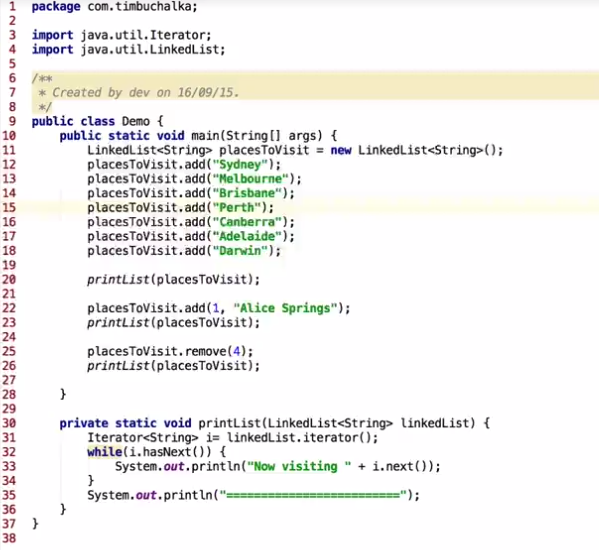 1 package com.timbuchalka;
2
3 import java.util.Iterator;
4 import java.util.LinkedList;
5
6 /**
7  * Created by dev on 16/09/15.
8  */
9 public class Demo {
10     public static void main(String[] args) {
11         LinkedList<String> placesToVisit = new LinkedList<String>();
12         placesToVisit.add("Sydney");
13         placesToVisit.add("Melbourne");
14         placesToVisit.add("Brisbane");
15         placesToVisit.add("Perth");
16         placesToVisit.add("Canberra");
17         placesToVisit.add("Adelaide");
18         placesToVisit.add("Darwin");
19
20         printList(placesToVisit);
21
22         placesToVisit.add(1, "Alice Springs");
23         printList(placesToVisit);
24
25         placesToVisit.remove(4);
26         printList(placesToVisit);
27
28     }
29
30     private static void printList(LinkedList<String> linkedList) {
31         Iterator<String> i= linkedList.iterator();
32         while(i.hasNext()) {
33             System.out.println("Now visiting " + i.next());
34         }
35         System.out.println("=========================");
36     }
37 }
38